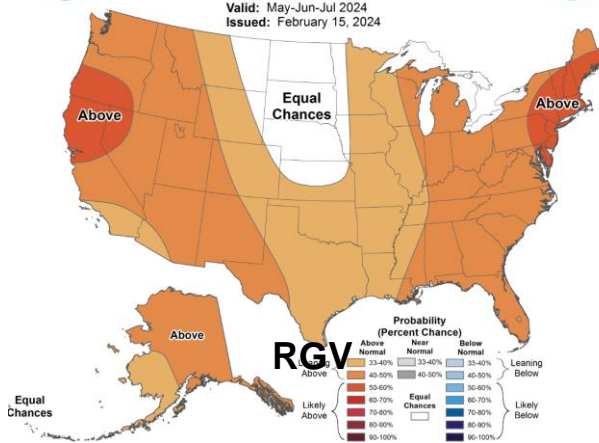 Valid: May-Jun-Jul 2024
Issued: February 15, 2024
Above
Equal
Chances
Above
Above
Equal
Chances
RGV
Probability
(Percent Chance)
Above
Normal
Near
Normal
Below
Normal
Leaning
Above
33-40%
33-40%
33-40%
Leaning
Below
40-50%
40-50%
40-50%
Likely
Above
50-60%
60-70%
70-80%
80-90%
90-100%
Equal
Chances
50-60%
60-70%
70-80%
80-90%
90-100%
Likely
Below